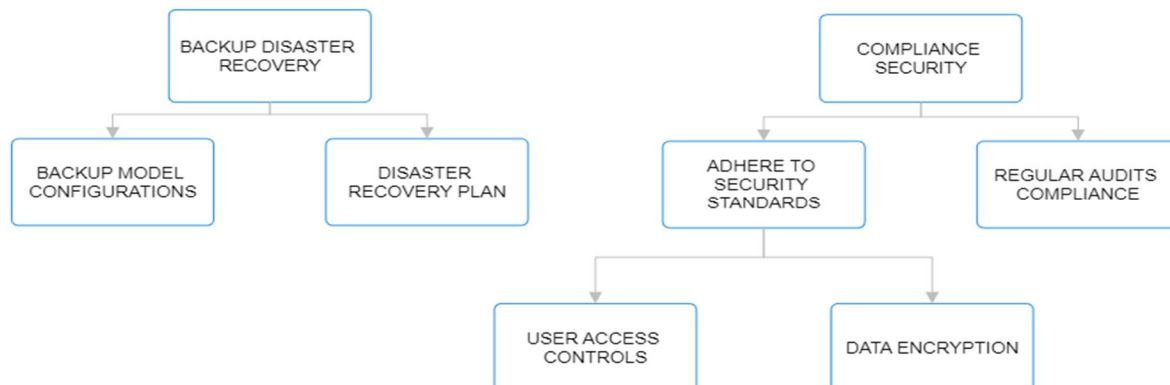 BACKUP DISASTER
RECOVERY
COMPLIANCE
SECURITY
BACKUP MODEL
CONFIGURATIONS
DISASTER
RECOVERY PLAN
ADHERE TO
SECURITY
STANDARDS
REGULAR AUDITS
COMPLIANCE
USER ACCESS
CONTROLS
DATA ENCRYPTION